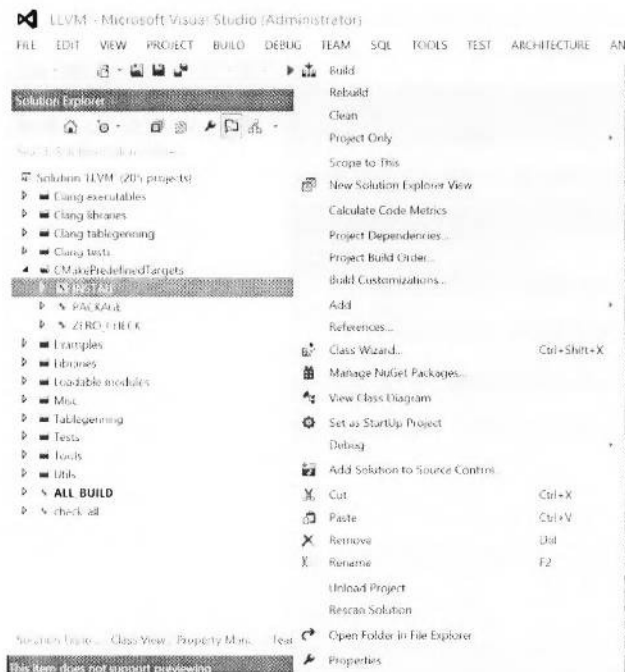 LLVM - Microsoft Visual Studio (Administrator)
FILE EDIT VIEW PROJECT BUILD DEBUG TEAM SQL TOOLS TEST ARCHITECTURE AN
Solution Explorer
Solution 'LLVM' (205 projects)
Clang executables
Clang libraries
Clang tablegenning
Clang tests
CMakePredefinedTargets
INSTALL
PACKAGE
ZERO_CHECK
Examples
Libraries
Loadable modules
Misc
Tablegenning
Tests
Tools
Utils
ALL_BUILD
check-all
Class View Property Man...
This item does not support previewing
Build
Rebuild
Clean
Project Only
Scope to This
New Solution Explorer View
Calculate Code Metrics
Project Dependencies...
Project Build Order...
Build Customizations...
Add
References...
Class Wizard... Ctrl+Shift+X
Manage NuGet Packages...
View Class Diagram
Set as StartUp Project
Debug
Add Solution to Source Control...
Cut Ctrl+X
Paste Ctrl+V
Remove Del
Rename F2
Unload Project
Rescan Solution
Open Folder in File Explorer
Properties